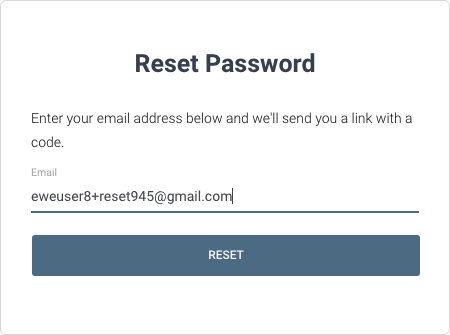 Reset Password
Enter your email address below and we'll send you a link with a
code.
Email
eweuser8+reset945@gmail.com
RESET